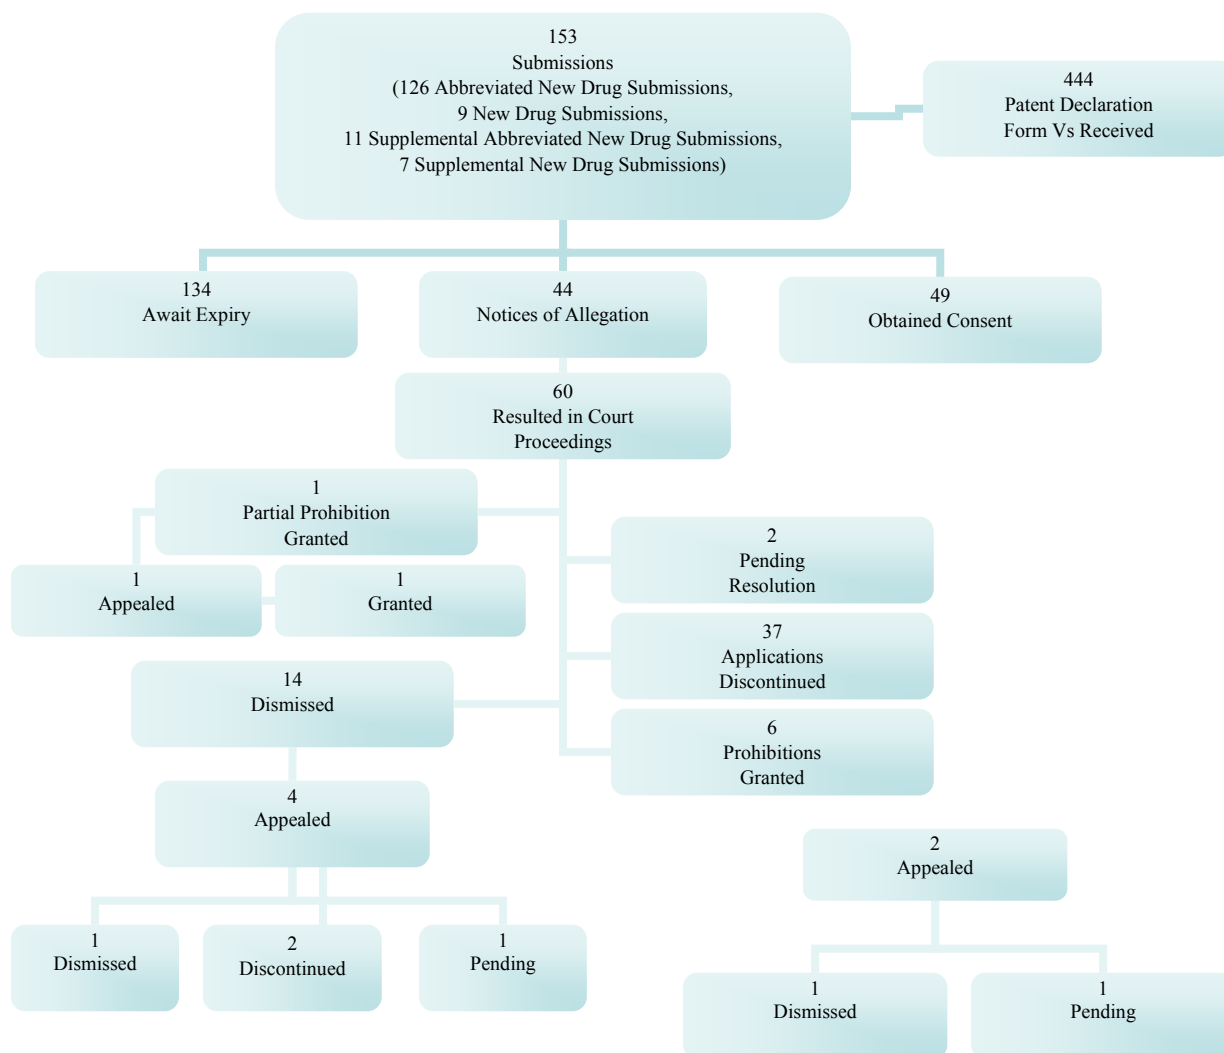 153
Submissions
(126 Abbreviated New Drug Submissions,
9 New Drug Submissions,
11 Supplemental Abbreviated New Drug Submissions,
7 Supplemental New Drug Submissions)
444
Patent Declaration
Form Vs Received
134
Await Expiry
44
Notices of Allegation
49
Obtained Consent
60
Resulted in Court
Proceedings
1
Partial Prohibition
Granted
1
Appealed
1
Granted
2
Pending
Resolution
37
Applications
Discontinued
14
Dismissed
6
Prohibitions
Granted
4
Appealed
2
Appealed
1
Dismissed
2
Discontinued
1
Pending
1
Dismissed
1
Pending